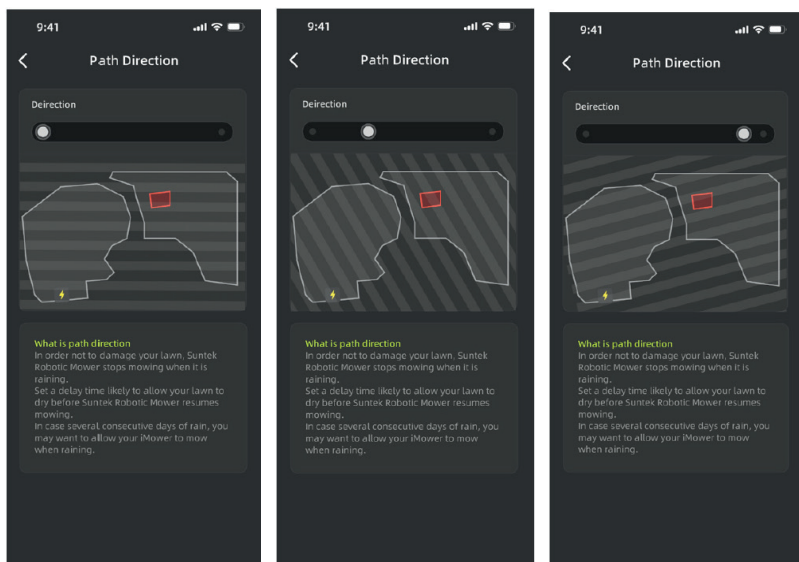 9:41
Path Direction
Deirection
What is path direction
In order not to damage your lawn, Suntek
Robotic Mower stops mowing when it is
raining.
Set a delay time likely to allow your lawn to
dry before Suntek Robotic Mower resumes
mowing.
In case several consecutive days of rain, you
may want to allow your iMower to mow
when raining.
9:41
Path Direction
Deirection
What is path direction
In order not to damage your lawn, Suntek
Robotic Mower stops mowing when it is
raining.
Set a delay time likely to allow your lawn to
dry before Suntek Robotic Mower resumes
mowing.
In case several consecutive days of rain, you
may want to allow your iMower to mow
when raining.
9:41
Path Direction
Deirection
What is path direction
In order not to damage your lawn, Suntek
Robotic Mower stops mowing when it is
raining.
Set a delay time likely to allow your lawn to
dry before Suntek Robotic Mower resumes
mowing.
In case several consecutive days of rain, you
may want to allow your iMower to mow
when raining.